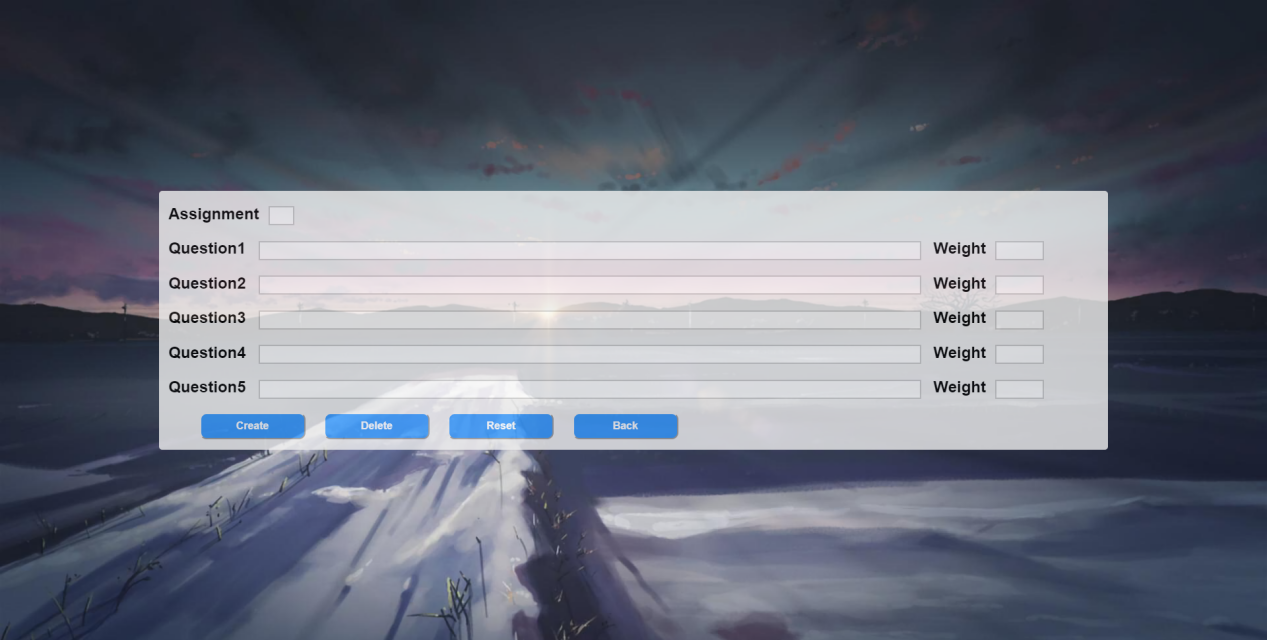 Assignment
Question1 Weight
Question2 Weight
Question3 Weight
Question4 Weight
Question5 Weight
Create Delete Reset Back